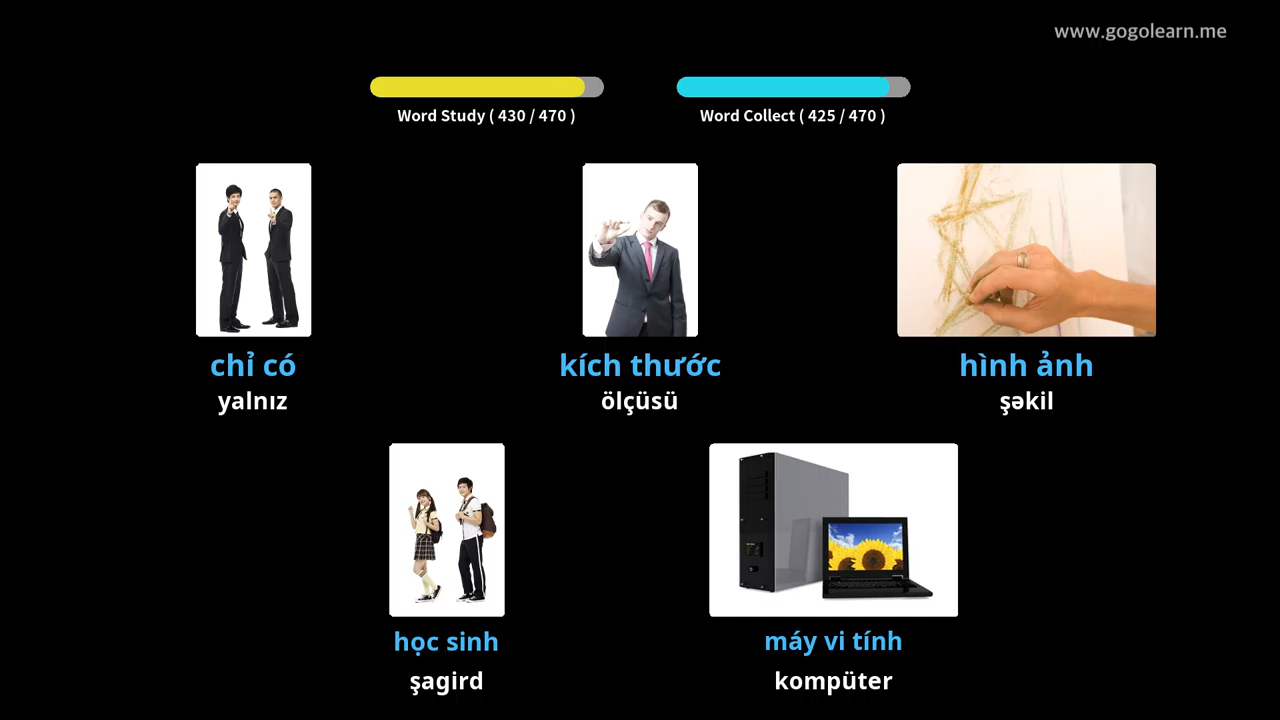 www.gogolearn.me
Word Study ( 430 / 470 )
Word Collect ( 425 / 470 )
chỉ có
yalnız
kích thước
ölçüsü
hình ảnh
şəkil
học sinh
şagird
máy vi tính
kompüter